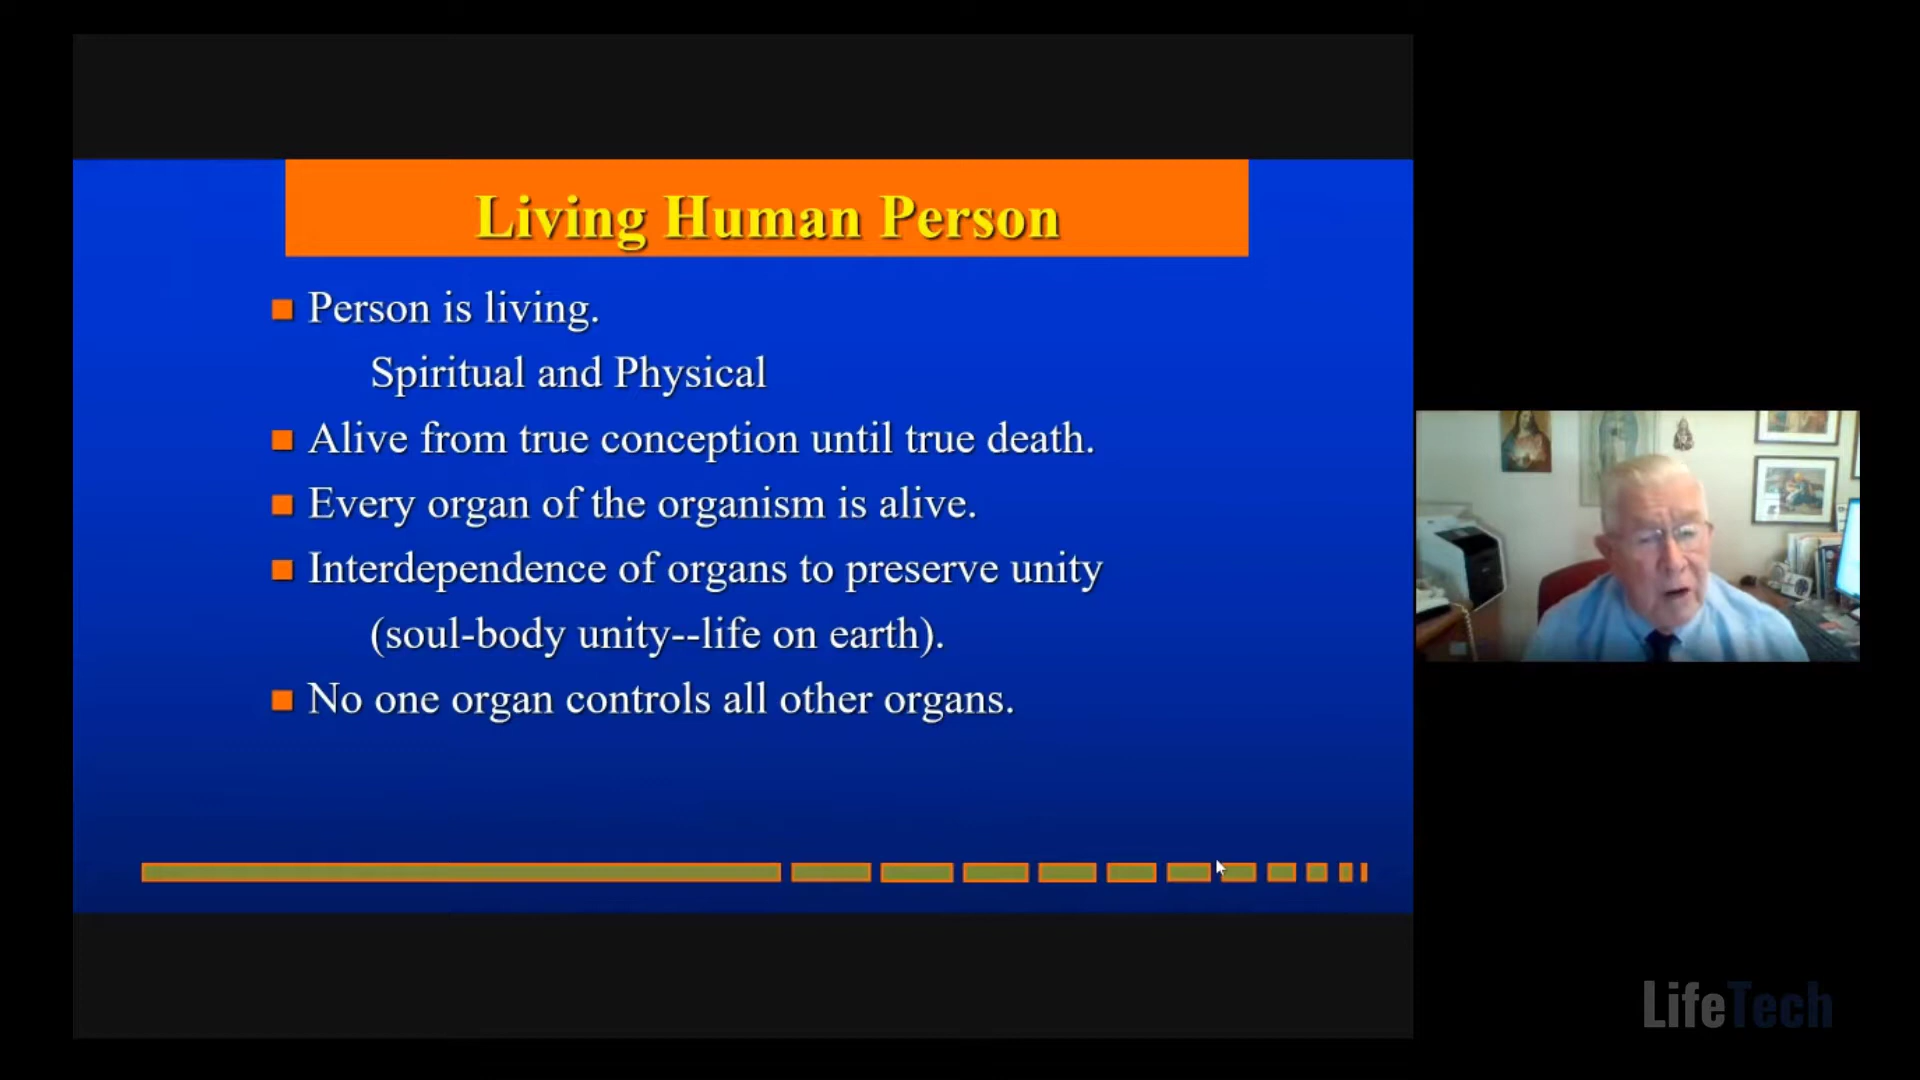 Living Human Person
Person is living.
Spiritual and Physical
Alive from true conception until true death.
Every organ of the organism is alive.
Interdependence of organs to preserve unity
(soul-body unity--life on earth).
No one organ controls all other organs.
LifeTech